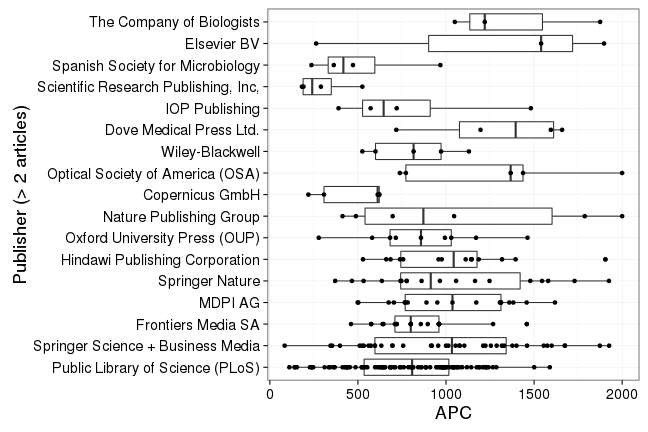 The Company of Biologists
Elsevier BV
Spanish Society for Microbiology
Scientific Research Publishing, Inc,
IOP Publishing
Dove Medical Press Ltd.
Wiley-Blackwell
Optical Society of America (OSA)
Copernicus GmbH
Nature Publishing Group
Oxford University Press (OUP)
Hindawi Publishing Corporation
Springer Nature
MDPI AG
Frontiers Media SA
Springer Science + Business Media
Public Library of Science (PLoS)
Publisher (> 2 articles)
0 500 1000 1500 2000
APC